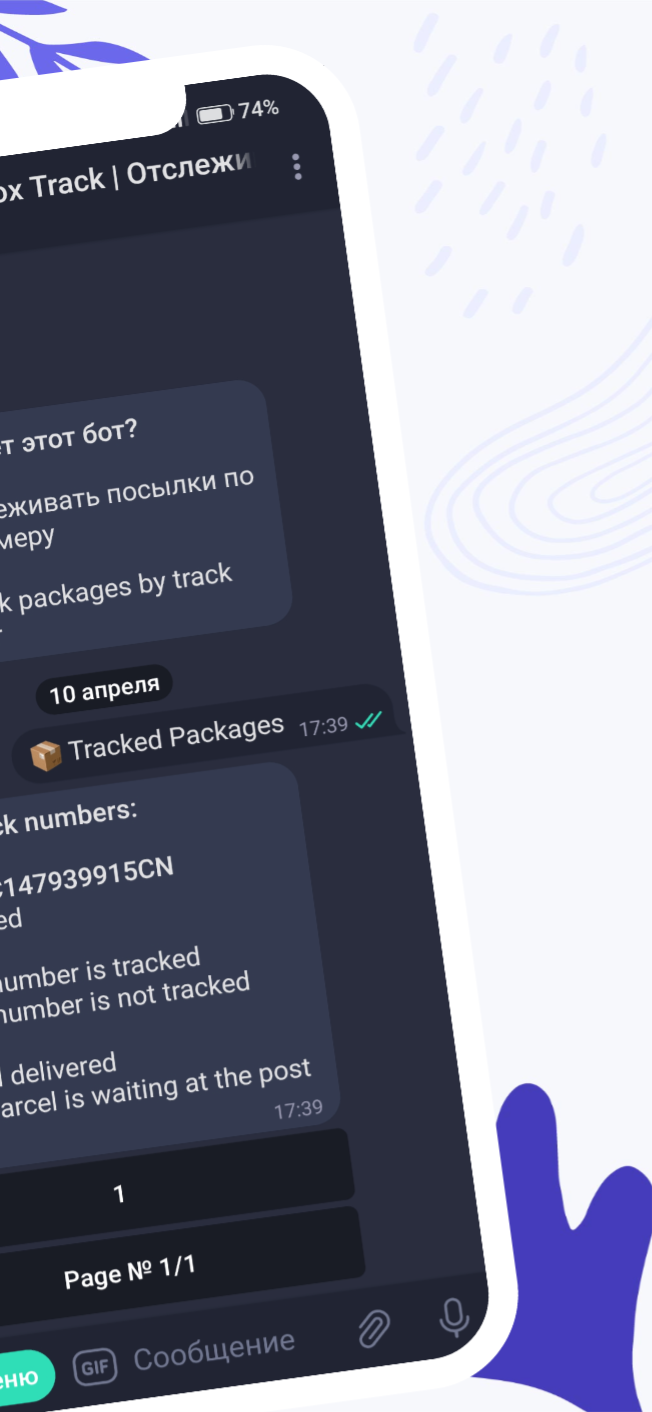 74%
ox Track | Отслежи
ет этот бот?
еживать посылки по
меру
k packages by track
10 апреля
Tracked Packages 17:39
ck numbers:
C147939915CN
ed
number is tracked
number is not tracked
delivered
arcel is waiting at the post
17:39
1
Page № 1/1
еню GIF Сообщение